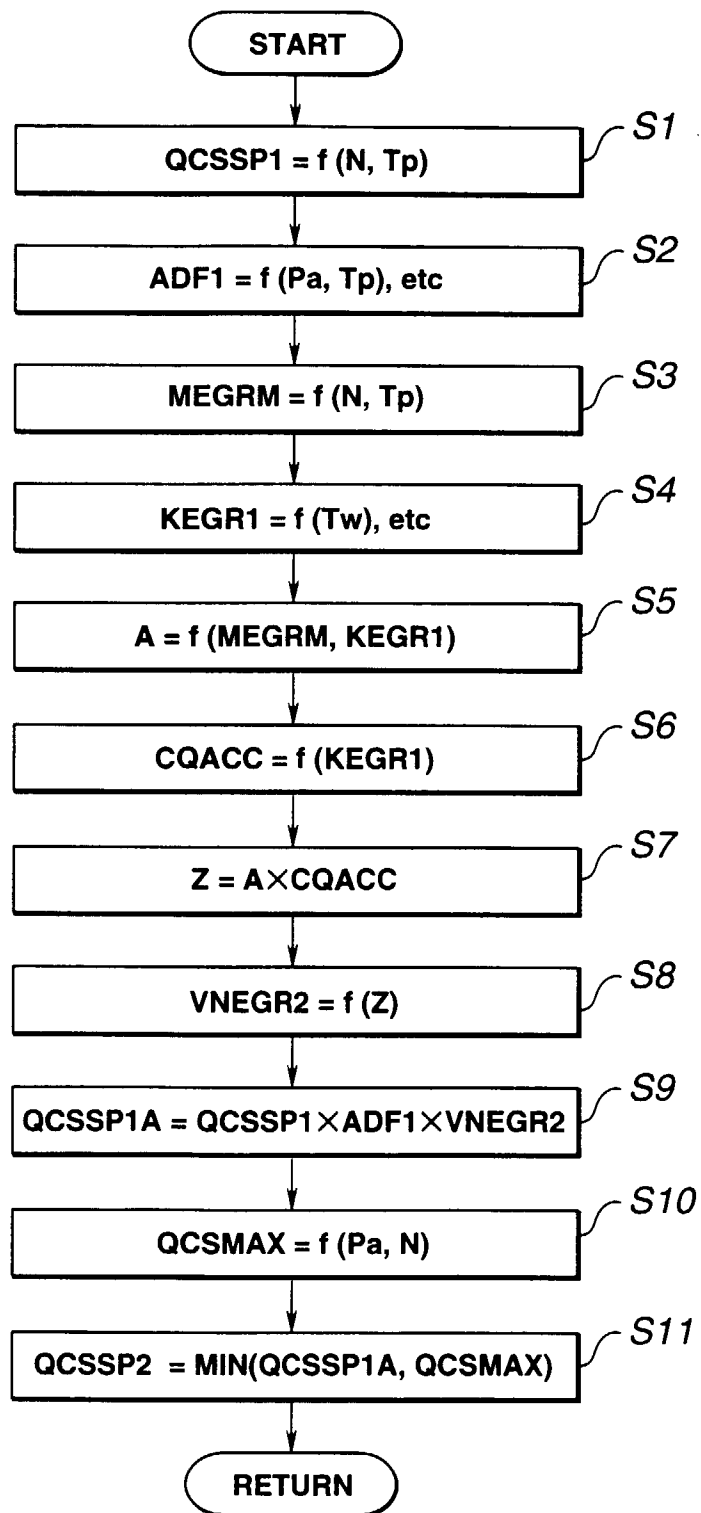 START
S1
QCSSP1 = f (N, Tp)
S2
ADF1 = f (Pa, Tp), etc
S3
MEGRM = f (N, Tp)
S4
KEGR1 = f (Tw), etc
S5
A = f (MEGRM, KEGR1)
S6
CQACC = f (KEGR1)
S7
Z = A×CQACC
S8
VNEGR2 = f (Z)
S9
QCSSP1A = QCSSP1×ADF1×VNEGR2
S10
QCSMAX = f (Pa, N)
S11
QCSSP2 = MIN(QCSSP1A, QCSMAX)
RETURN